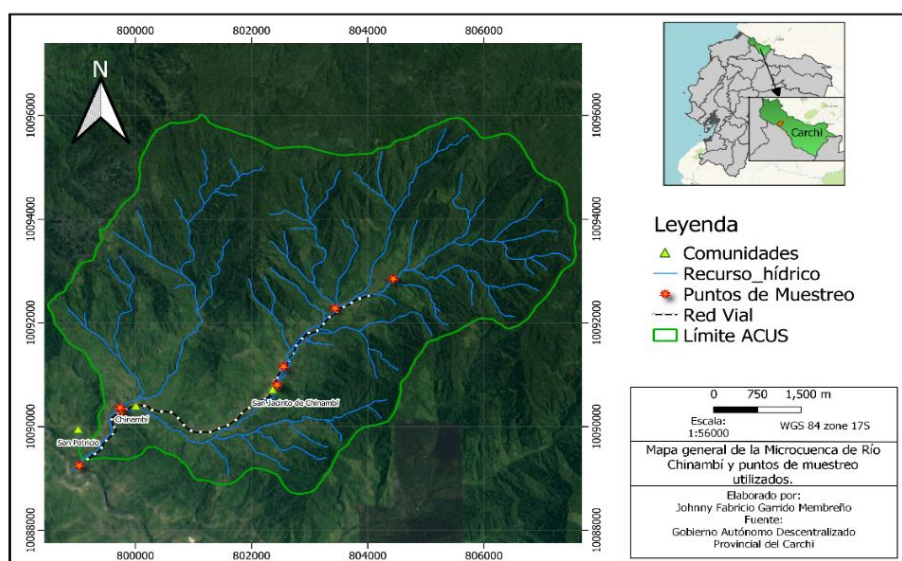 800000 802000 804000 806000
N
10096000
10094000
10092000
10090000
10088000
10096000
10094000
10092000
10090000
10088000
San Jacinto de Chinambí
Chinambí
San Patricio
800000 802000 804000 806000
Carchi
Leyenda
Comunidades
Recurso_hídrico
Puntos de Muestreo
Red Vial
Límite ACUS
0 750 1,500 m
Escala:
1:56000
WGS 84 zone 17S
Mapa general de la Microcuenca de Río
Chinambí y puntos de muestreo
utilizados.
Elaborado por:
Johnny Fabricio Garrido Membreño
Fuente:
Gobierno Autónomo Descentralizado
Provincial del Carchi